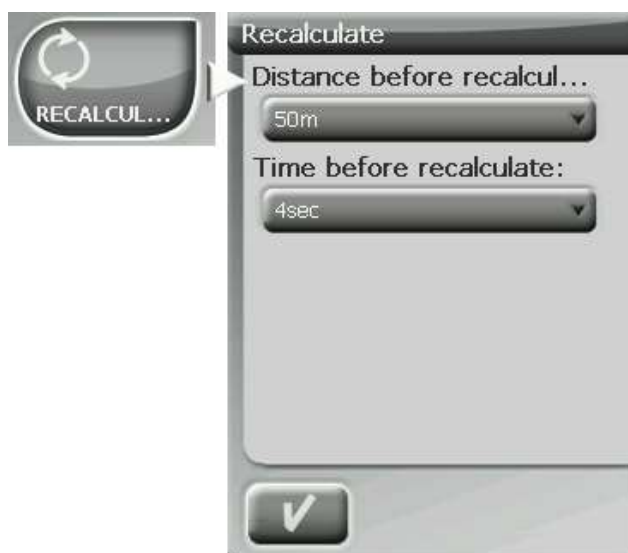 RECALCUL...
Recalculate
Distance before recalcul...
50m
Time before recalculate:
4sec